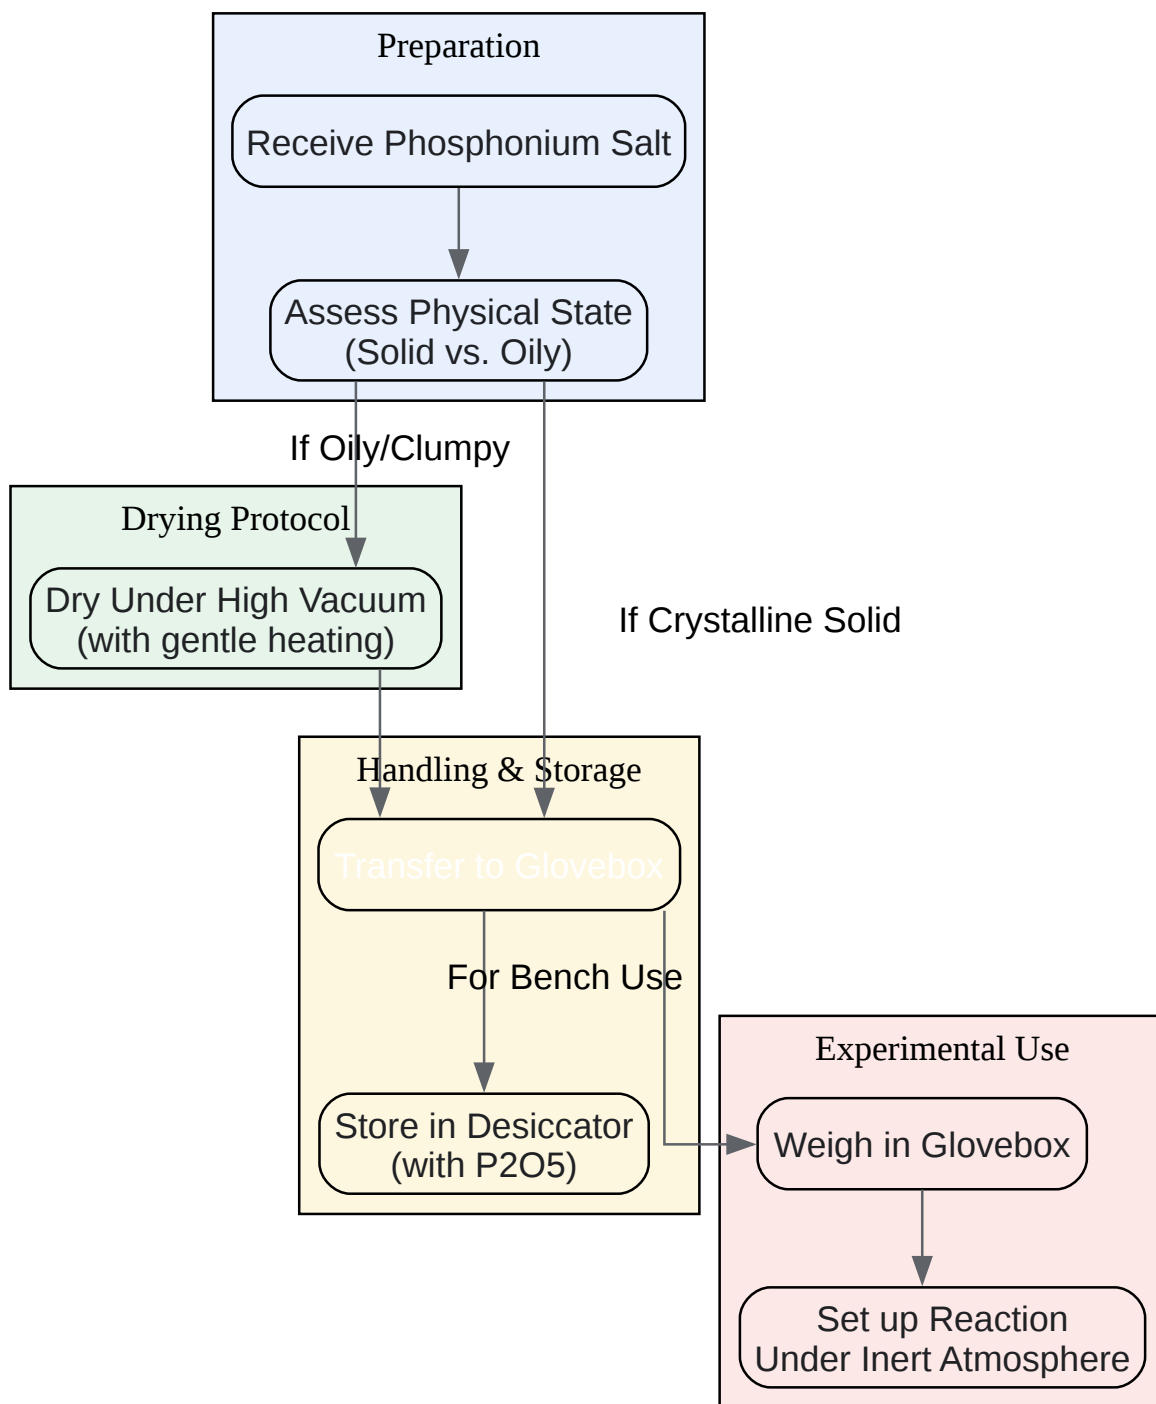 Preparation
Receive Phosphonium Salt
Assess Physical State
(Solid vs. Oily)
If Oily/Clumpy
Drying Protocol
Dry Under High Vacuum
(with gentle heating)
If Crystalline Solid
Handling & Storage
Transfer to Glovebox
For Bench Use
Store in Desiccator
(with P2O5)
Experimental Use
Weigh in Glovebox
Set up Reaction
Under Inert Atmosphere